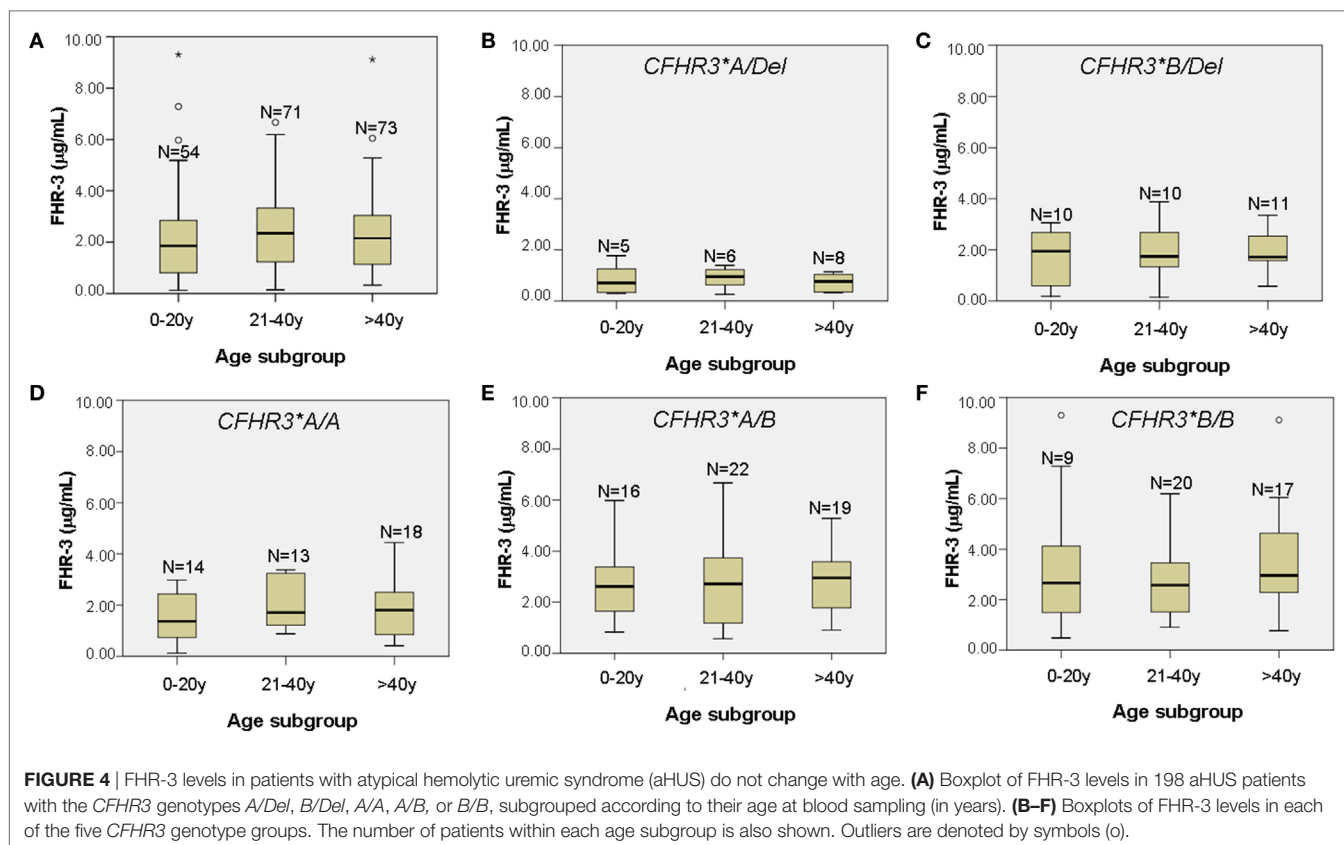 A
10.00
8.00
6.00
4.00
2.00
0.00
FHR-3 (µg/mL)
N=54
N=71
N=73
0-20y
21-40y
>40y
Age subgroup
B
CFHR3*A/Del
10.00
8.00
6.00
4.00
2.00
0.00
FHR-3 (µg/mL)
N=5
N=6
N=8
0-20y
21-40y
>40y
Age subgroup
C
CFHR3*B/Del
10.00
8.00
6.00
4.00
2.00
0.00
FHR-3 (µg/mL)
N=10
N=10
N=11
0-20y
21-40y
>40y
Age subgroup
D
CFHR3*A/A
10.00
8.00
6.00
4.00
2.00
0.00
FHR-3 (µg/mL)
N=14
N=13
N=18
0-20y
21-40y
>40y
Age subgroup
E
CFHR3*A/B
10.00
8.00
6.00
4.00
2.00
0.00
FHR-3 (µg/mL)
N=16
N=22
N=19
0-20y
21-40y
>40y
Age subgroup
F
CFHR3*B/B
10.00
8.00
6.00
4.00
2.00
0.00
FHR-3 (µg/mL)
N=9
N=20
N=17
0-20y
21-40y
>40y
Age subgroup
FIGURE 4 | FHR-3 levels in patients with atypical hemolytic uremic syndrome (aHUS) do not change with age. (A) Boxplot of FHR-3 levels in 198 aHUS patients
with the CFHR3 genotypes A/Del, B/Del, A/A, A/B, or B/B, subgrouped according to their age at blood sampling (in years). (B–F) Boxplots of FHR-3 levels in each
of the five CFHR3 genotype groups. The number of patients within each age subgroup is also shown. Outliers are denoted by symbols (o).